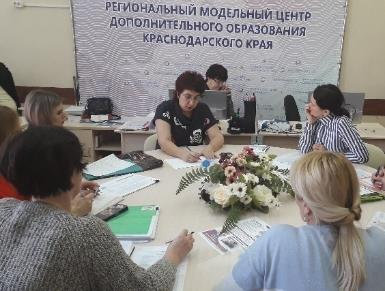 РЕГИОНАЛЬНЫЙ МОДЕЛЬНЫЙ ЦЕНТР
ДОПОЛНИТЕЛЬНОГО ОБРАЗОВАНИЯ
КРАСНОДАРСКОГО КРАЯ